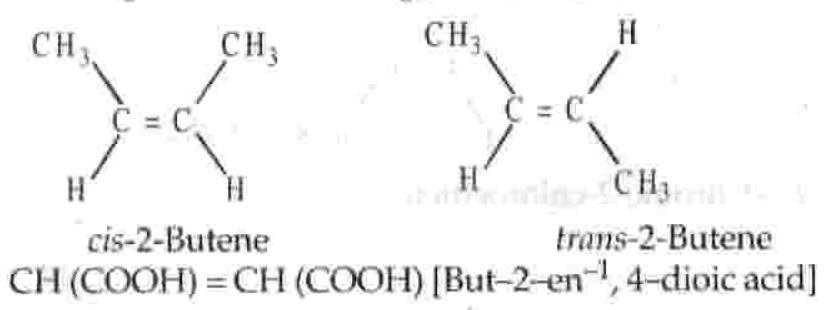 CH₃ CH₃ CH₃ H
C = C C = C
H H H CH₃
cis-2-Butene trans-2-Butene
CH (COOH) = CH (COOH) [But–2–en⁻¹, 4–dioic acid]